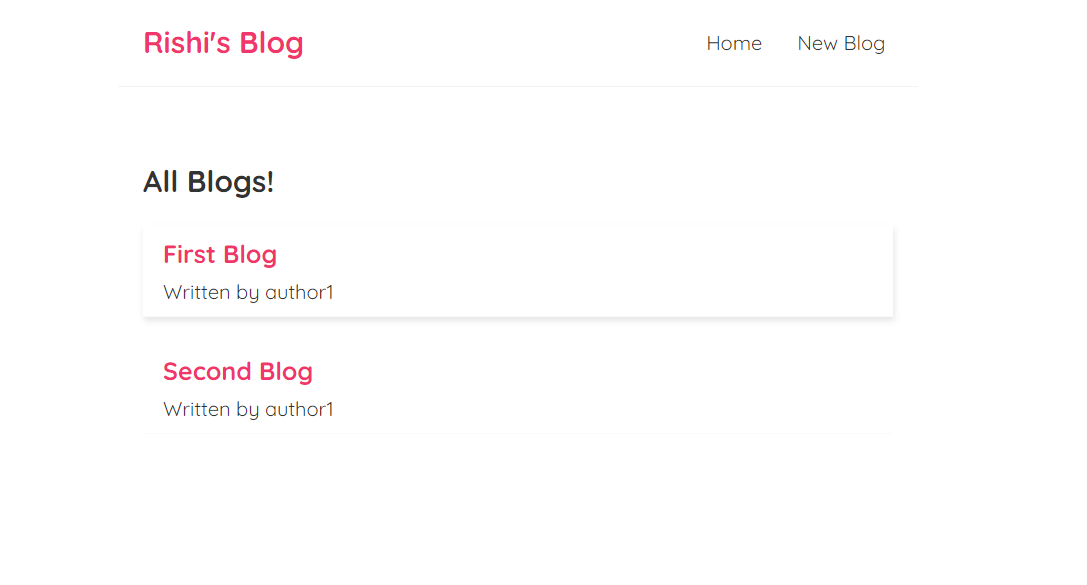 Rishi's Blog
Home New Blog
All Blogs!
First Blog
Written by author1
Second Blog
Written by author1